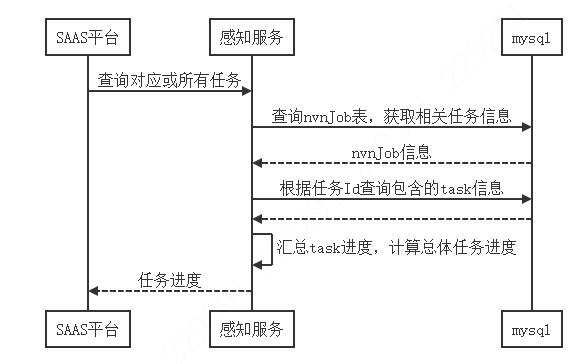 SAAS平台
感知服务
mysql
查询对应或所有任务
查询nvnJob表，获取相关任务信息
nvnJob信息
根据任务Id查询包含的task信息
汇总task进度，计算总体任务进度
任务进度
SAAS平台
感知服务
mysql